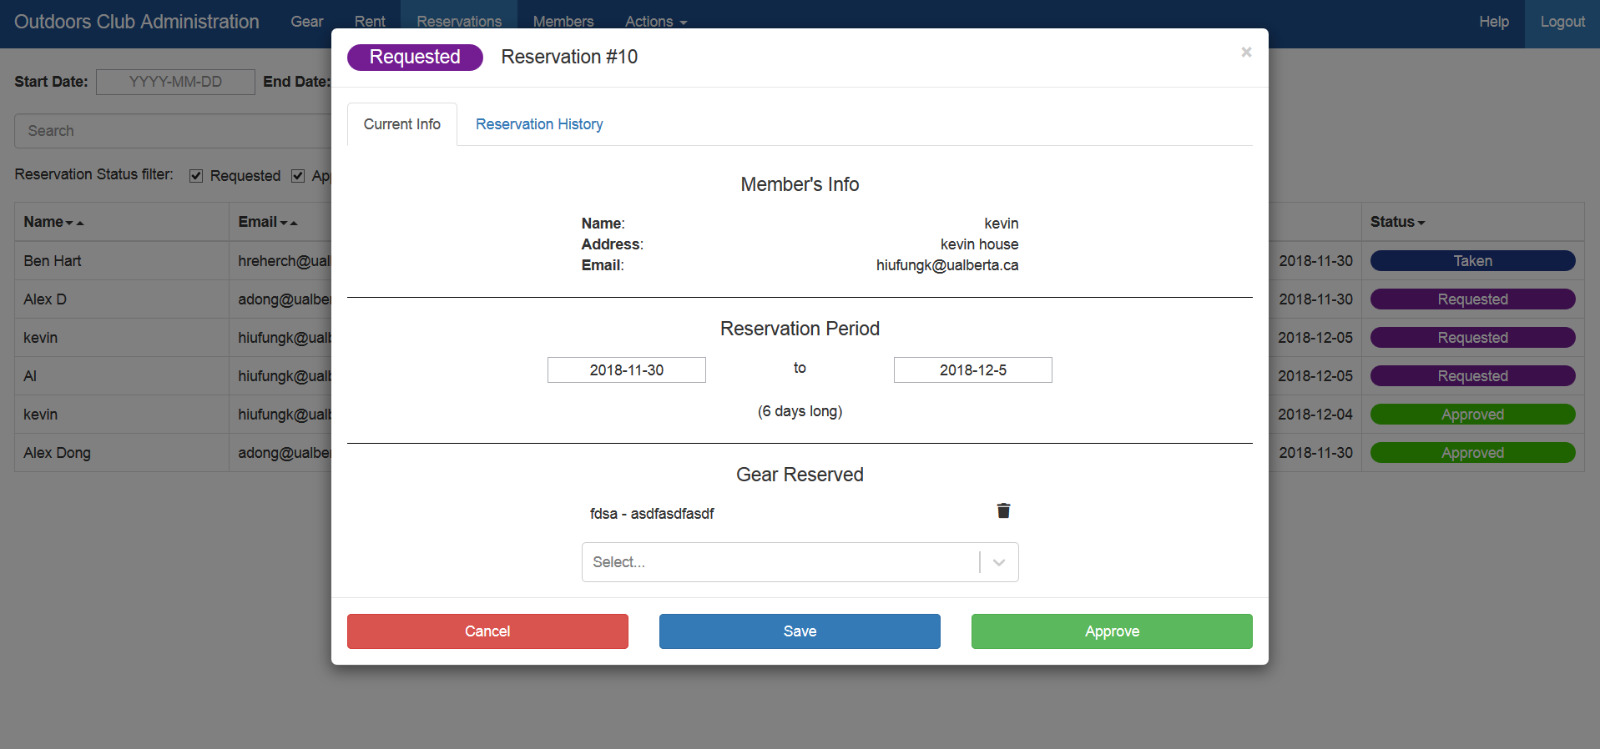 Outdoors Club Administration Gear Rent Reservations Members Actions Help Logout
Requested Reservation #10 ×
Start Date: YYYY-MM-DD End Date:
Current Info Reservation History
Search
Reservation Status filter: Requested Ap
Member's Info
Name: kevin
Address: kevin house
Email: hiufungk@ualberta.ca
Name Email Status
Ben Hart hreherch@ual 2018-11-30 Taken
Alex D adong@ualbe 2018-11-30 Requested
kevin hiufungk@ualb 2018-12-05 Requested
Al hiufungk@ualb 2018-12-05 Requested
kevin hiufungk@ualb 2018-12-04 Approved
Alex Dong adong@ualbe 2018-11-30 Approved
Reservation Period
2018-11-30 to 2018-12-5
(6 days long)
Gear Reserved
fdsa - asdfasdfasdf
Select...
Cancel Save Approve